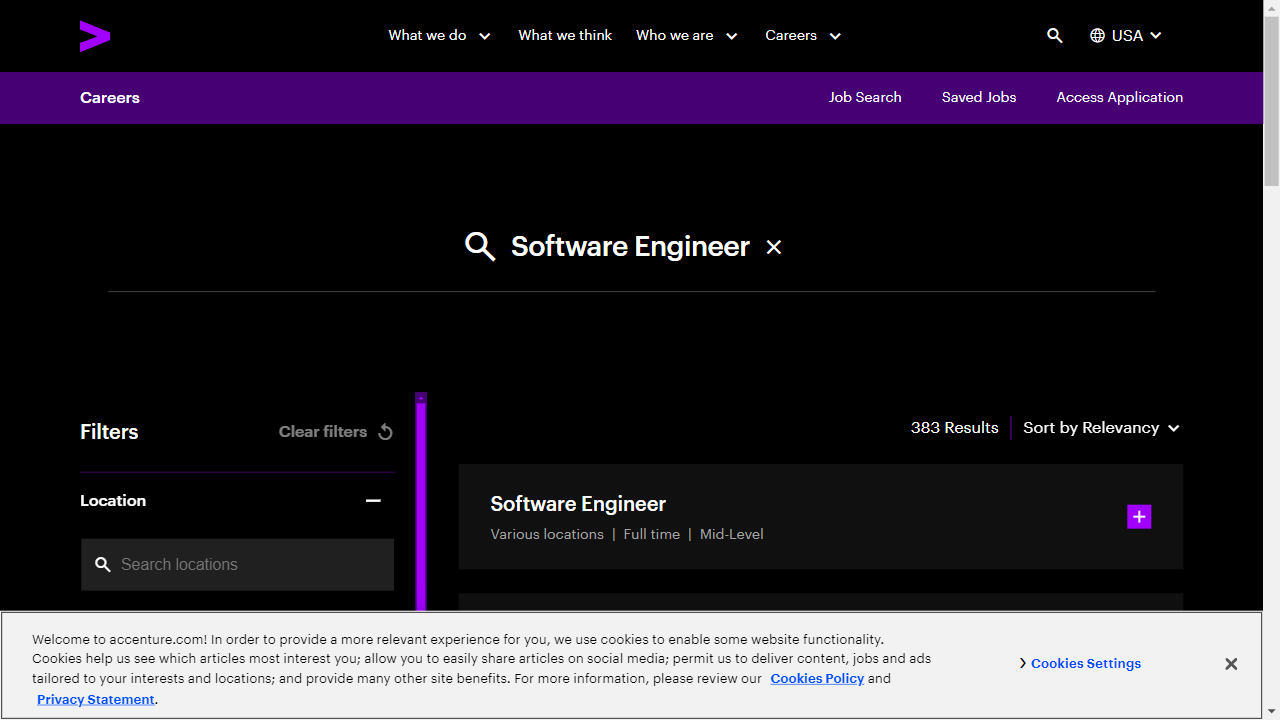 What we do
What we think
Who we are
Careers
USA
Careers
Job Search
Saved Jobs
Access Application
Software Engineer
Filters
Clear filters
383 Results
Sort by Relevancy
Location
Search locations
Software Engineer
Various locations | Full time | Mid-Level
Welcome to accenture.com! In order to provide a more relevant experience for you, we use cookies to enable some website functionality.
Cookies help us see which articles most interest you; allow you to easily share articles on social media; permit us to deliver content, jobs and ads
tailored to your interests and locations; and provide many other site benefits. For more information, please review our Cookies Policy and
Privacy Statement.
Cookies Settings